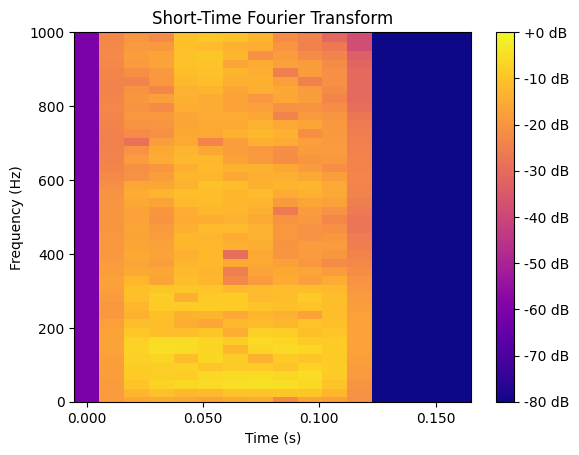 Short-Time Fourier Transform
1000
800
600
400
200
0
Frequency (Hz)
0.000
0.050
0.100
0.150
Time (s)
+0 dB
-10 dB
-20 dB
-30 dB
-40 dB
-50 dB
-60 dB
-70 dB
-80 dB